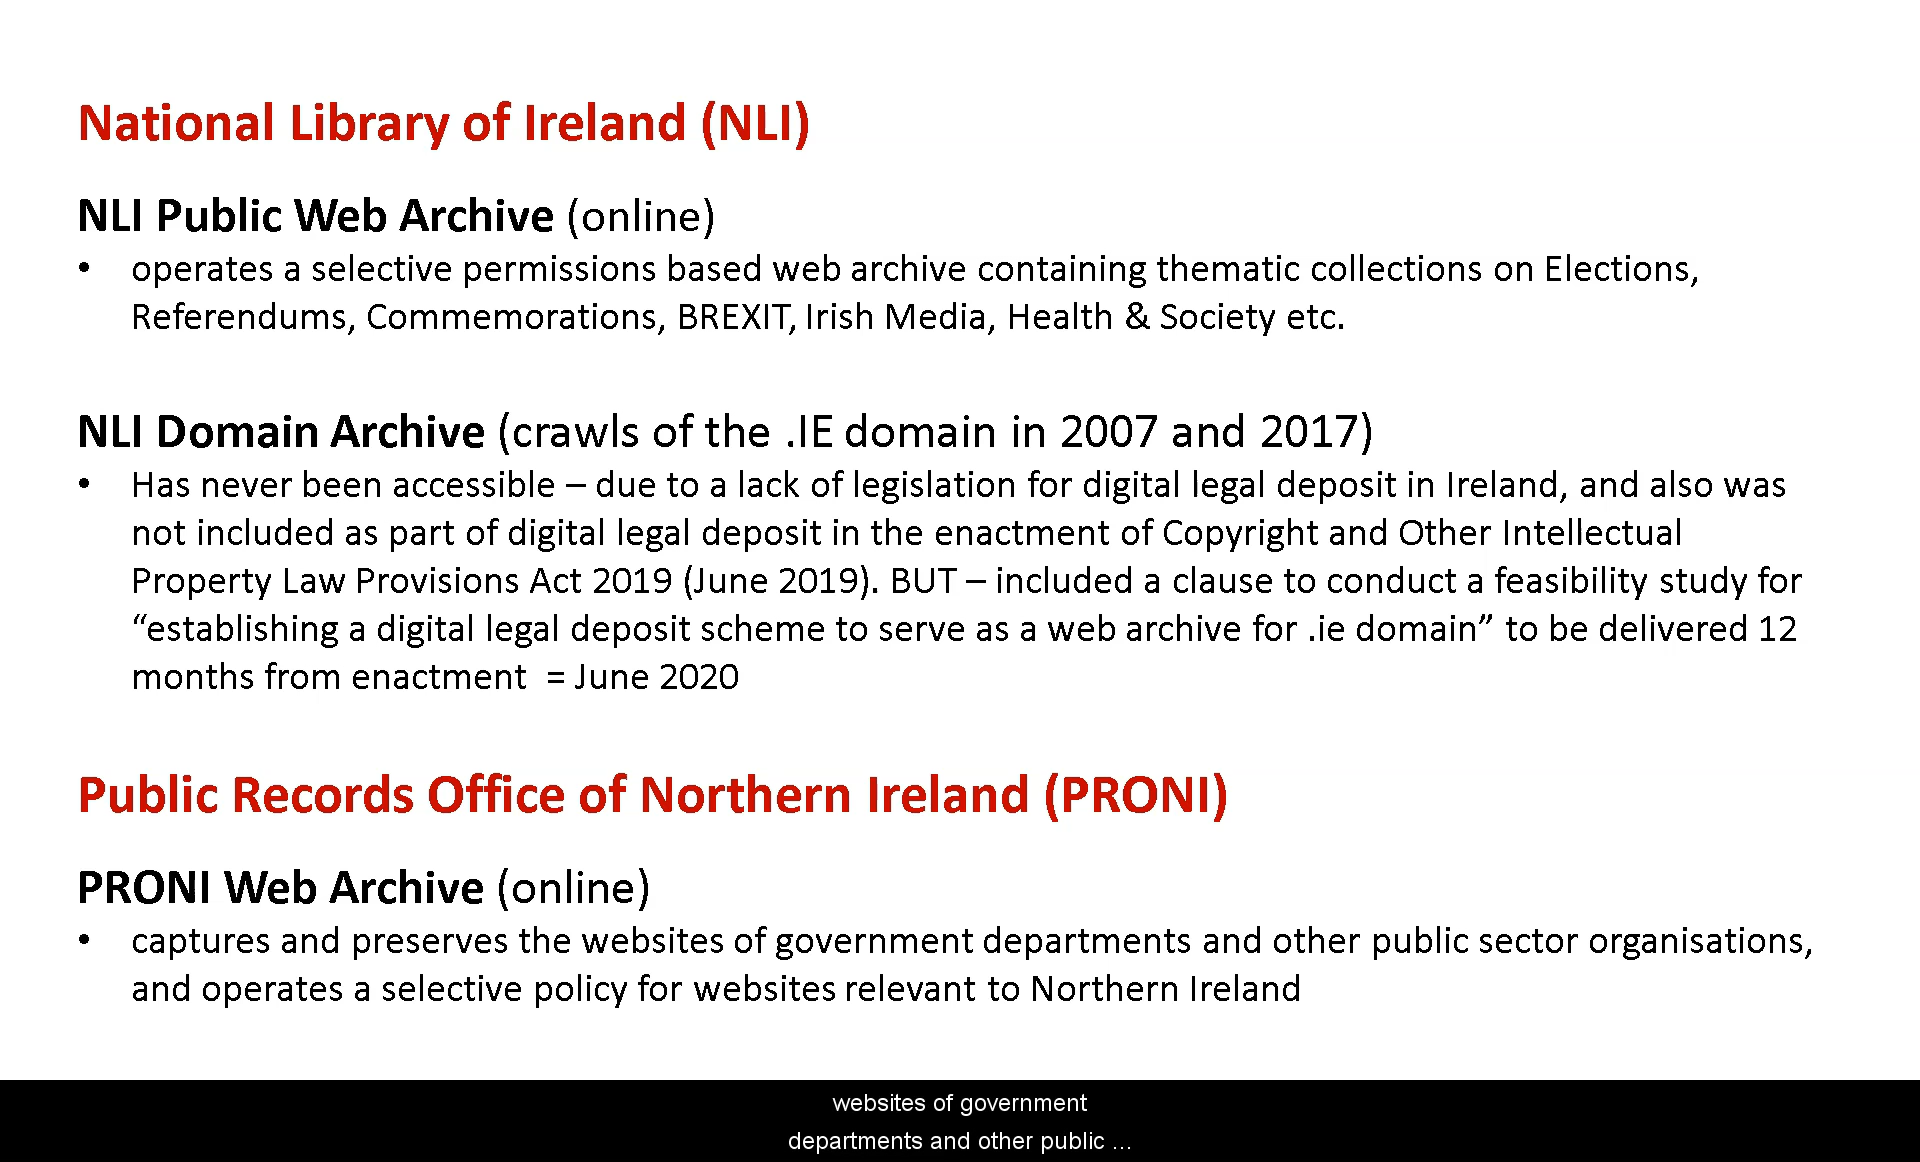 National Library of Ireland (NLI)
NLI Public Web Archive (online)
• operates a selective permissions based web archive containing thematic collections on Elections,
Referendums, Commemorations, BREXIT, Irish Media, Health & Society etc.
NLI Domain Archive (crawls of the .IE domain in 2007 and 2017)
• Has never been accessible – due to a lack of legislation for digital legal deposit in Ireland, and also was
not included as part of digital legal deposit in the enactment of Copyright and Other Intellectual
Property Law Provisions Act 2019 (June 2019). BUT – included a clause to conduct a feasibility study for
“establishing a digital legal deposit scheme to serve as a web archive for .ie domain” to be delivered 12
months from enactment = June 2020
Public Records Office of Northern Ireland (PRONI)
PRONI Web Archive (online)
• captures and preserves the websites of government departments and other public sector organisations,
and operates a selective policy for websites relevant to Northern Ireland
websites of government
departments and other public ...